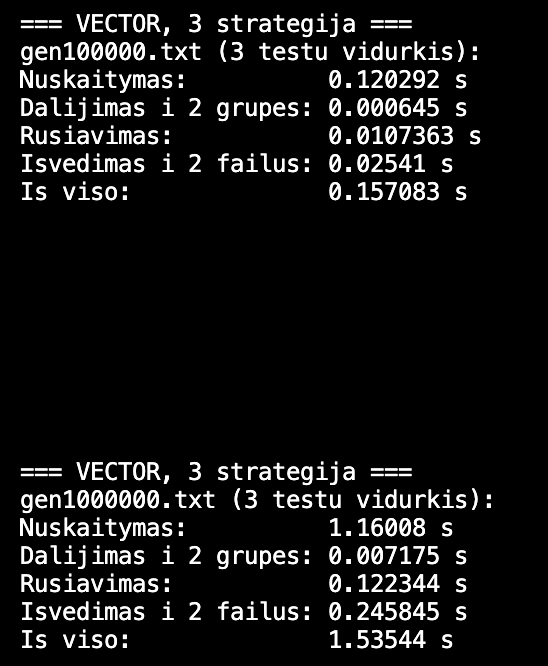 === VECTOR, 3 strategija ===
gen100000.txt (3 testu vidurkis):
Nuskaitymas: 0.120292 s
Dalijimas i 2 grupes: 0.000645 s
Rusiavimas: 0.0107363 s
Isvedimas i 2 failus: 0.02541 s
Is viso: 0.157083 s
=== VECTOR, 3 strategija ===
gen1000000.txt (3 testu vidurkis):
Nuskaitymas: 1.16008 s
Dalijimas i 2 grupes: 0.007175 s
Rusiavimas: 0.122344 s
Isvedimas i 2 failus: 0.245845 s
Is viso: 1.53544 s